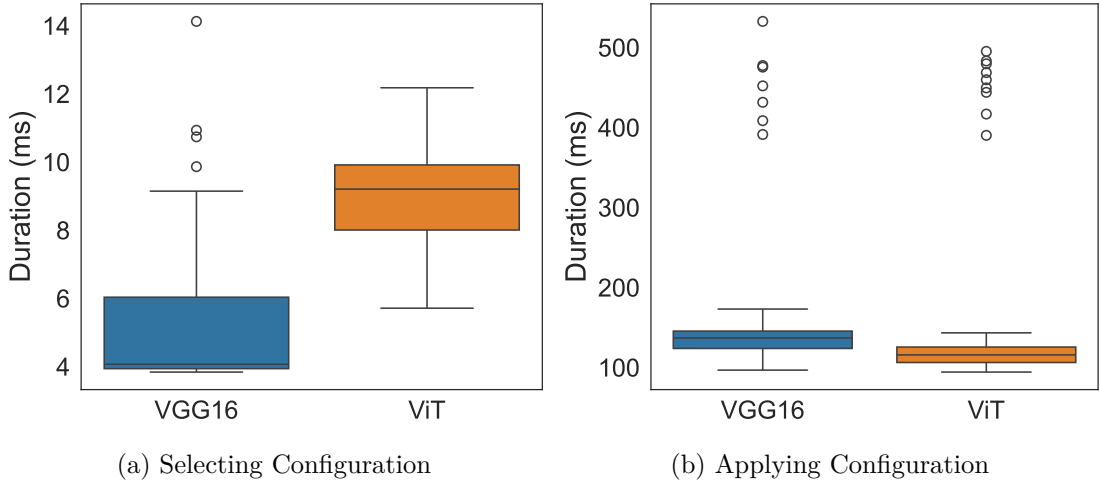 14
12
10
8
6
4
Duration (ms)
VGG16
ViT
(a) Selecting Configuration
500
400
300
200
100
Duration (ms)
VGG16
ViT
(b) Applying Configuration